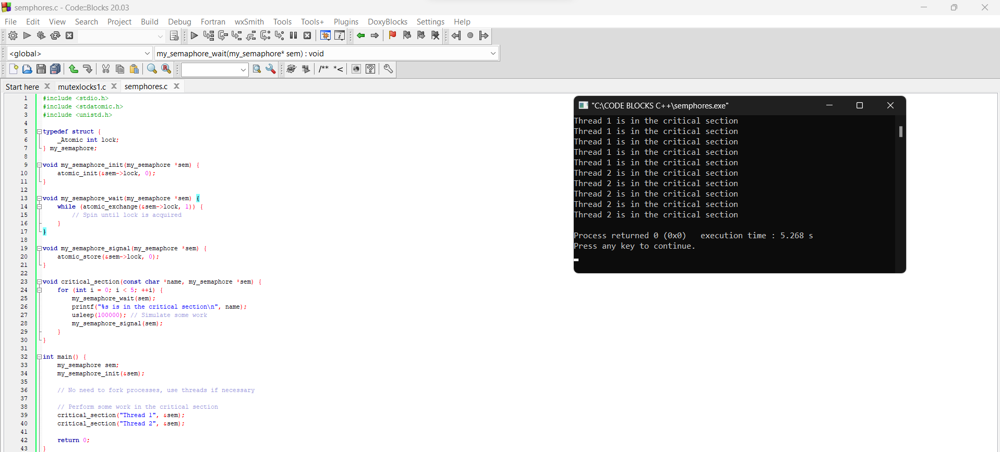 semphores.c - Code::Blocks 20.03
File Edit View Search Project Build Debug Fortran wxSmith Tools Tools+ Plugins DoxyBlocks Settings Help
<global>
my_semaphore_wait(my_semaphore* sem) : void
/** *<
Start here mutexlocks1.c semphores.c
1 #include <stdio.h>
2 #include <stdatomic.h>
3 #include <unistd.h>
4
5 typedef struct {
6 _Atomic int lock;
7 } my_semaphore;
8
9 void my_semaphore_init(my_semaphore *sem) {
10 atomic_init(&sem->lock, 0);
11 }
12
13 void my_semaphore_wait(my_semaphore *sem) {
14 while (atomic_exchange(&sem->lock, 1)) {
15 // Spin until lock is acquired
16 }
17 }
18
19 void my_semaphore_signal(my_semaphore *sem) {
20 atomic_store(&sem->lock, 0);
21 }
22
23 void critical_section(const char *name, my_semaphore *sem) {
24 for (int i = 0; i < 5; ++i) {
25 my_semaphore_wait(sem);
26 printf("%s is in the critical section\n", name);
27 usleep(100000); // Simulate some work
28 my_semaphore_signal(sem);
29 }
30 }
31
32 int main() {
33 my_semaphore sem;
34 my_semaphore_init(&sem);
35
36 // No need to fork processes, use threads if necessary
37
38 // Perform some work in the critical section
39 critical_section("Thread 1", &sem);
40 critical_section("Thread 2", &sem);
41
42 return 0;
43 }
"C:\CODE BLOCKS C++\semphores.exe"
Thread 1 is in the critical section
Thread 1 is in the critical section
Thread 1 is in the critical section
Thread 1 is in the critical section
Thread 1 is in the critical section
Thread 2 is in the critical section
Thread 2 is in the critical section
Thread 2 is in the critical section
Thread 2 is in the critical section
Thread 2 is in the critical section
Process returned 0 (0x0) execution time : 5.268 s
Press any key to continue.